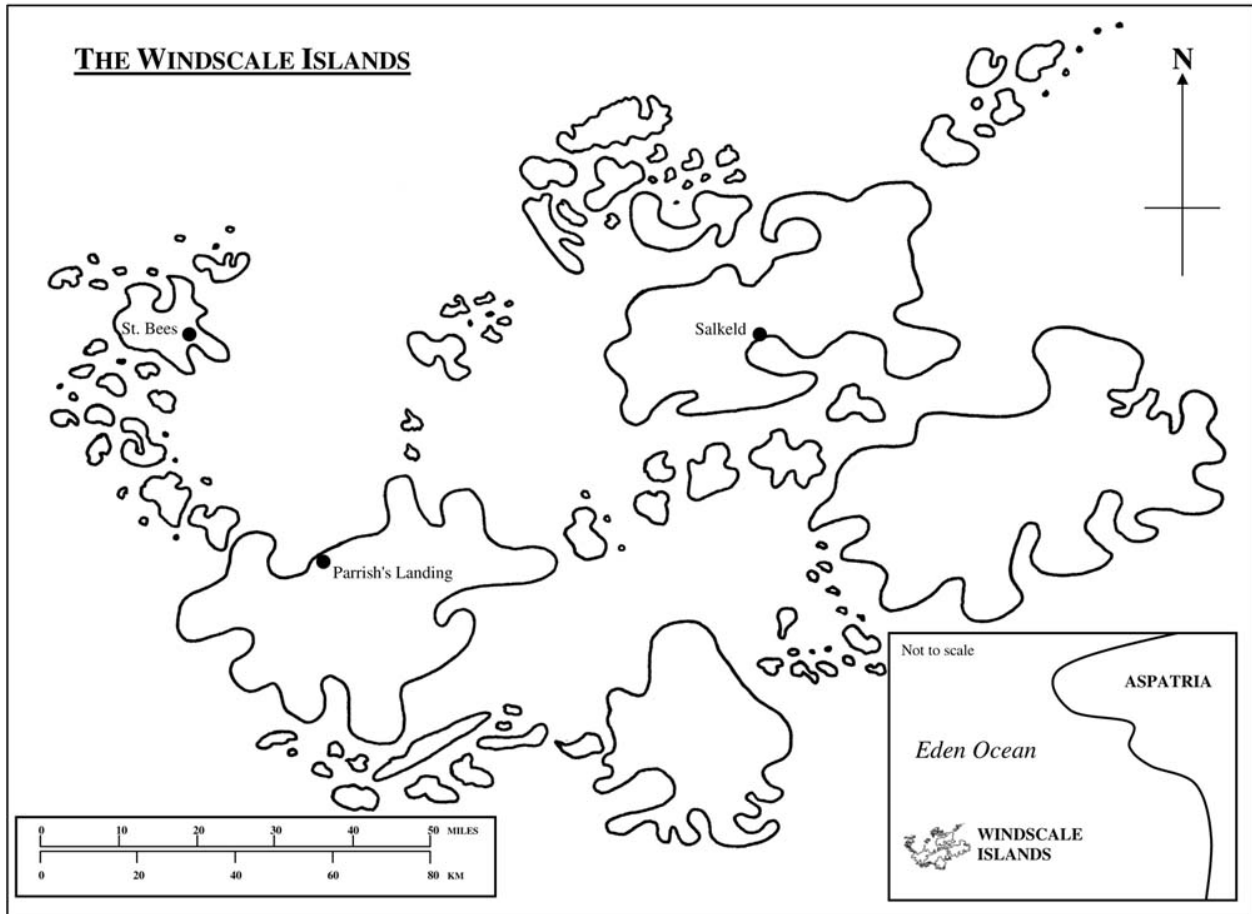 THE WINDSCALE ISLANDS
N
St. Bees
Salkeld
Parrish's Landing
Not to scale
ASPATRIA
Eden Ocean
WINDSCALE
ISLANDS
0 10 20 30 40 50 MILES
0 20 40 60 80 KM